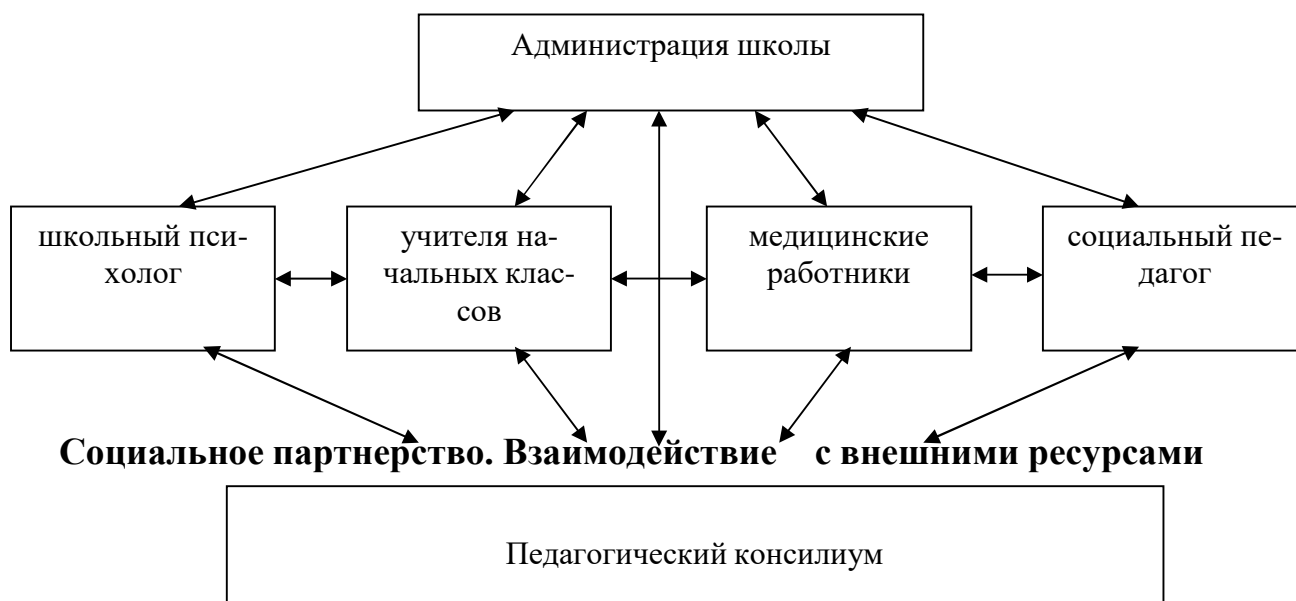 Администрация школы
школьный пси-
холог
учителя на-
чальных клас-
сов
медицинские
работники
социальный пе-
дагог
Социальное партнерство. Взаимодействие с внешними ресурсами
Педагогический консилиум